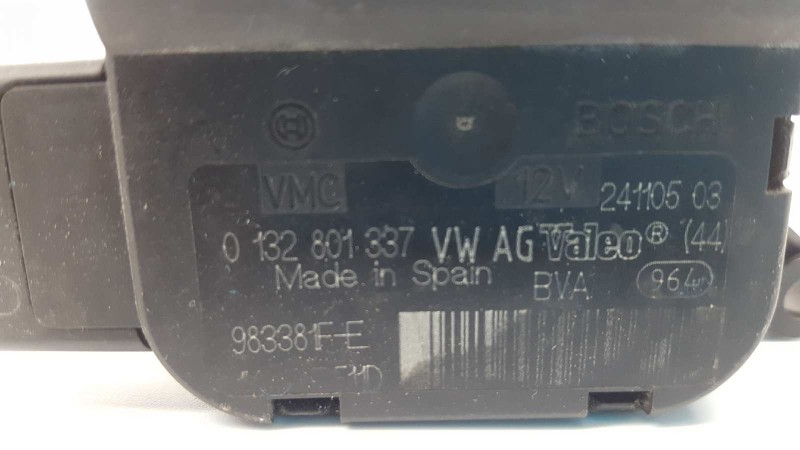 BOSCH
VMC 12V 241105 03
0 132 801 337 VW AG Valeo® (44)
Made in Spain BVA 964
983381F-E